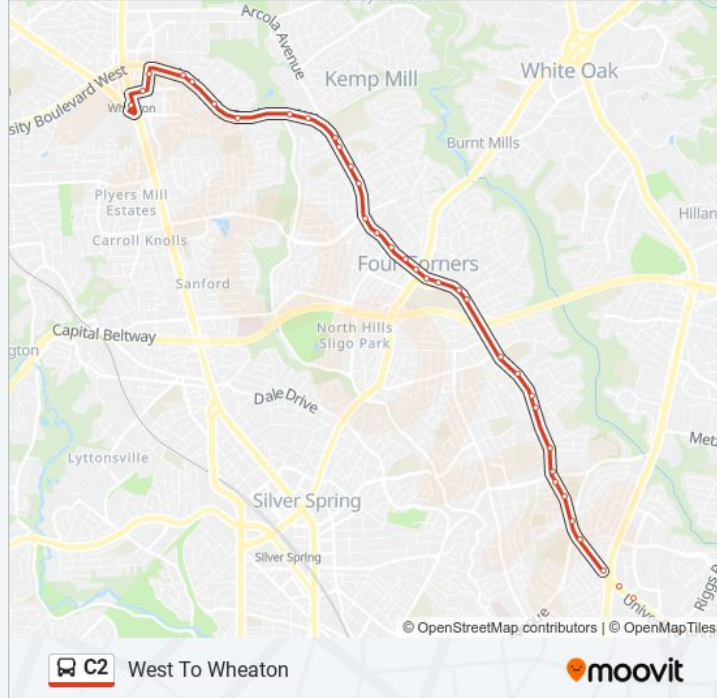 Arcola Avenue
Kemp Mill
White Oak
sity Boulevard West
Wheaton
Burnt Mills
Plyers Mill
Estates
Hillan
Carroll Knolls
Four Corners
Sanford
Capital Beltway
North Hills
Sligo Park
gton
Dale Drive
Met
Lyttonsville
Silver Spring
Silver Spring
Riggs R
ue
Unive
© OpenStreetMap contributors | © OpenMapTiles
C2
West To Wheaton
moovit